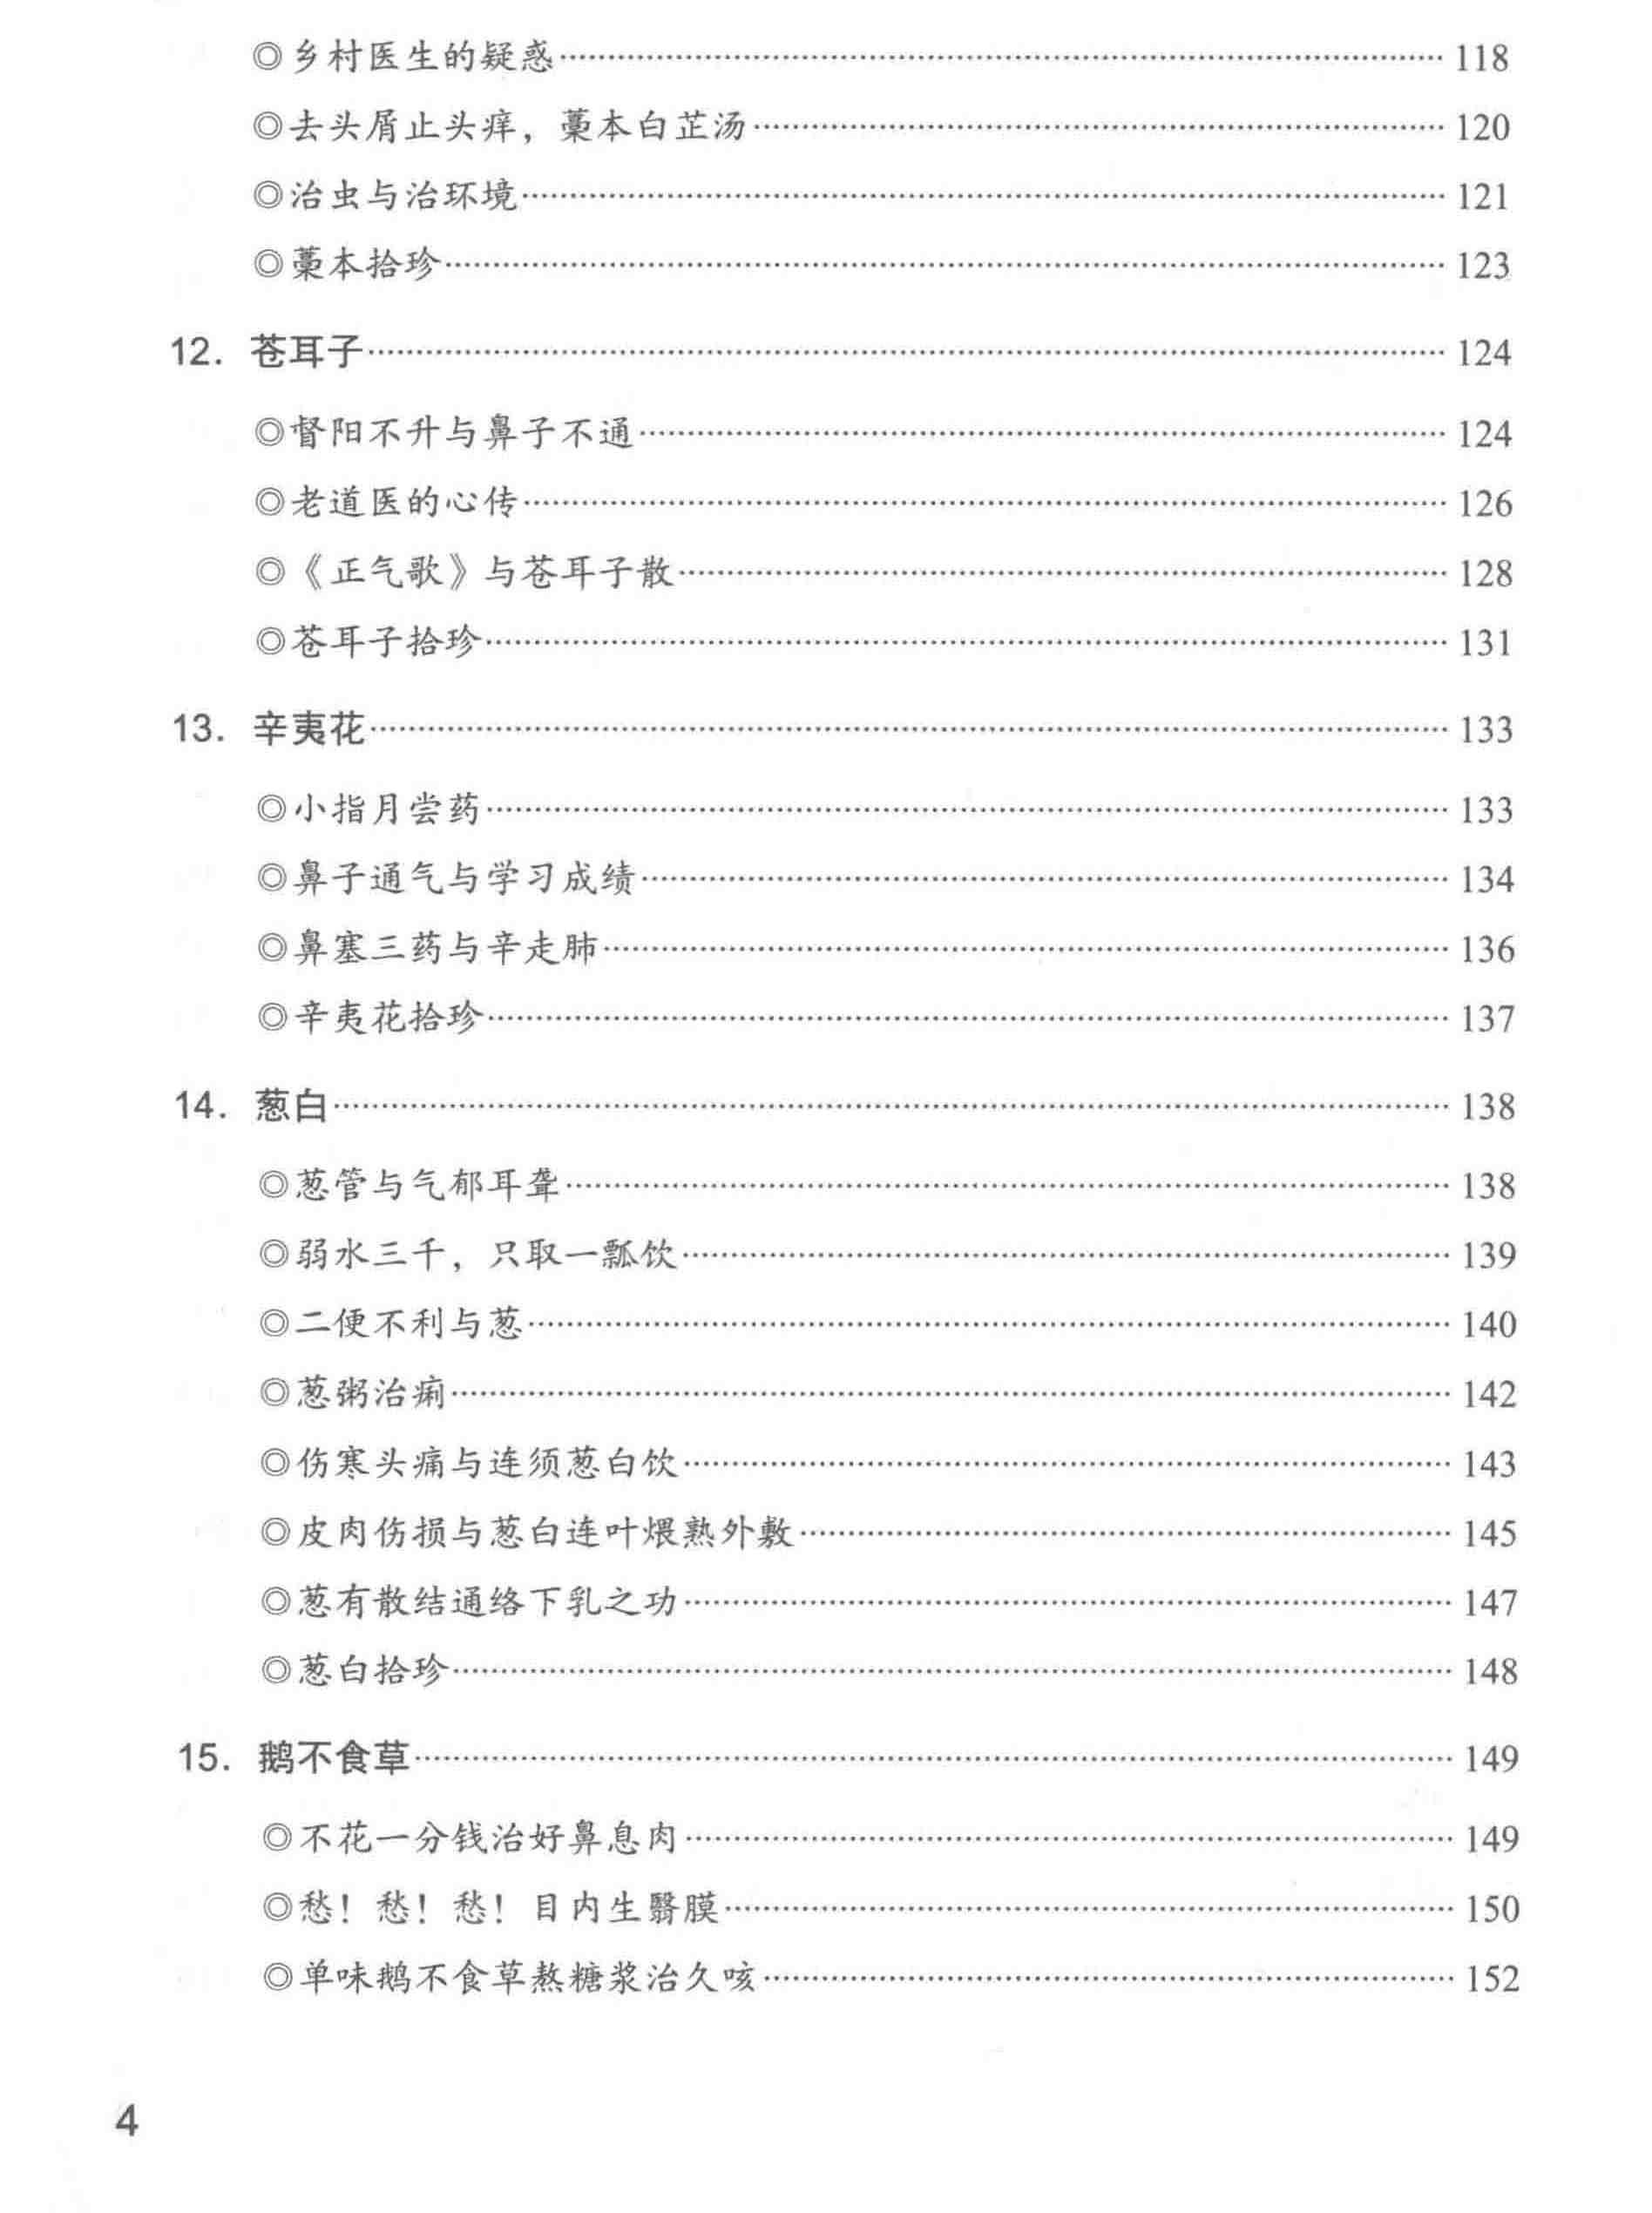 ◎乡村医生的疑惑……118
◎去头屑止头痒，藁本白芷汤……120
◎治虫与治环境……121
◎藁本拾珍……123
12. 苍耳子……124
◎督阳不升与鼻子不通……124
◎老道医的心传……126
◎《正气歌》与苍耳子散……128
◎苍耳子拾珍……131
13. 辛夷花……133
◎小指月尝药……133
◎鼻子通气与学习成绩……134
◎鼻塞三药与辛走肺……136
◎辛夷花拾珍……137
14. 葱白……138
◎葱管与气郁耳聋……138
◎弱水三千，只取一瓢饮……139
◎二便不利与葱……140
◎葱粥治痢……142
◎伤寒头痛与连须葱白饮……143
◎皮肉伤损与葱白连叶煨熟外敷……145
◎葱有散结通络下乳之功……147
◎葱白拾珍……148
15. 鹅不食草……149
◎不花一分钱治好鼻息肉……149
◎愁！愁！愁！目内生翳膜……150
◎单味鹅不食草熬糖浆治久咳……152
4